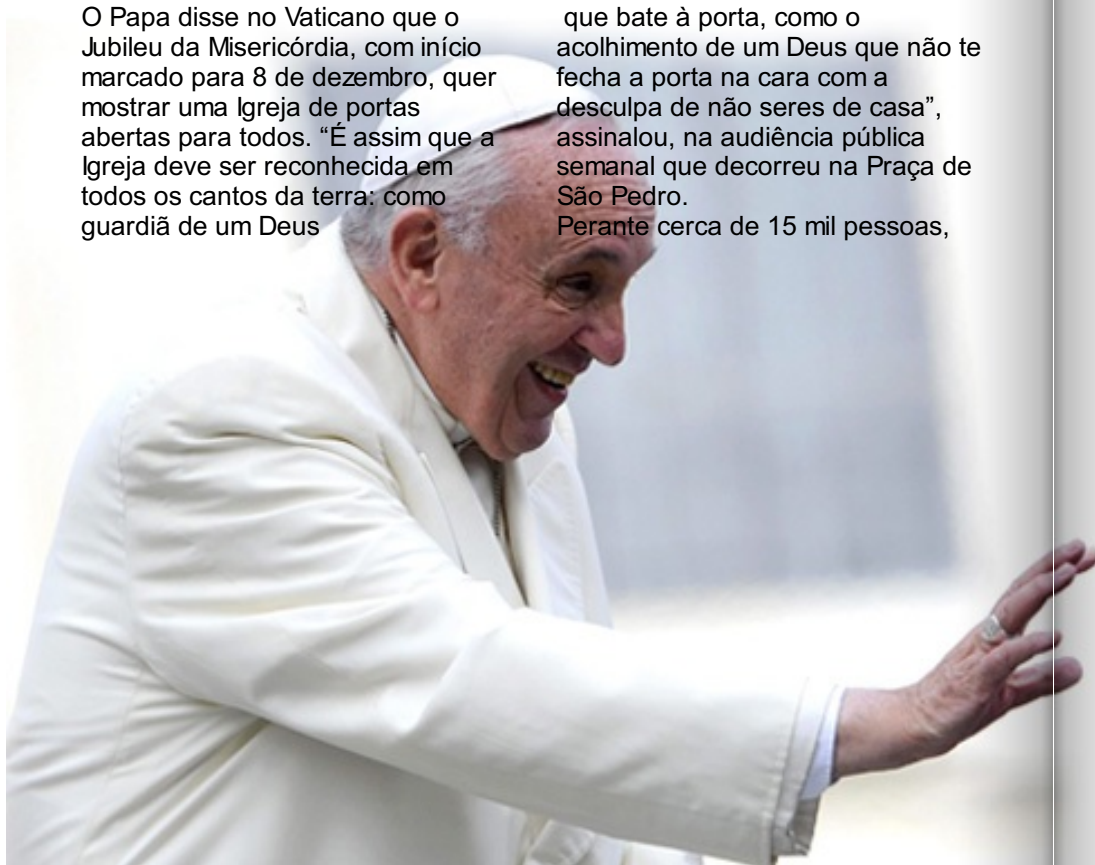 O Papa disse no Vaticano que o
Jubileu da Misericórdia, com início
marcado para 8 de dezembro, quer
mostrar uma Igreja de portas
abertas para todos. “É assim que a
Igreja deve ser reconhecida em
todos os cantos da terra: como
guardiã de um Deus
que bate à porta, como o
acolhimento de um Deus que não te
fecha a porta na cara com a
desculpa de não seres de casa”,
assinalou, na audiência pública
semanal que decorreu na Praça de
São Pedro.
Perante cerca de 15 mil pessoas,